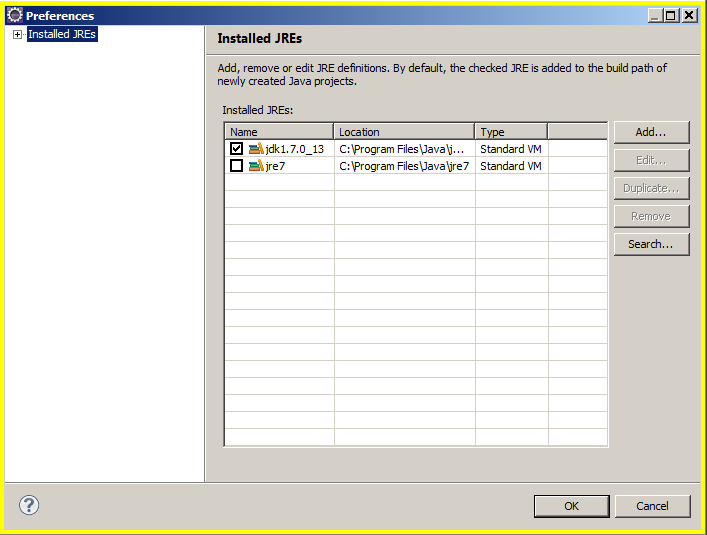 Preferences
Installed JREs
Installed JREs
Add, remove or edit JRE definitions. By default, the checked JRE is added to the build path of
newly created Java projects.
Installed JREs:
Name Location Type
jdk1.7.0_13 C:\Program Files\Java\j... Standard VM
jre7 C:\Program Files\Java\jre7 Standard VM
Add...
Edit...
Duplicate...
Remove
Search...
?
OK Cancel